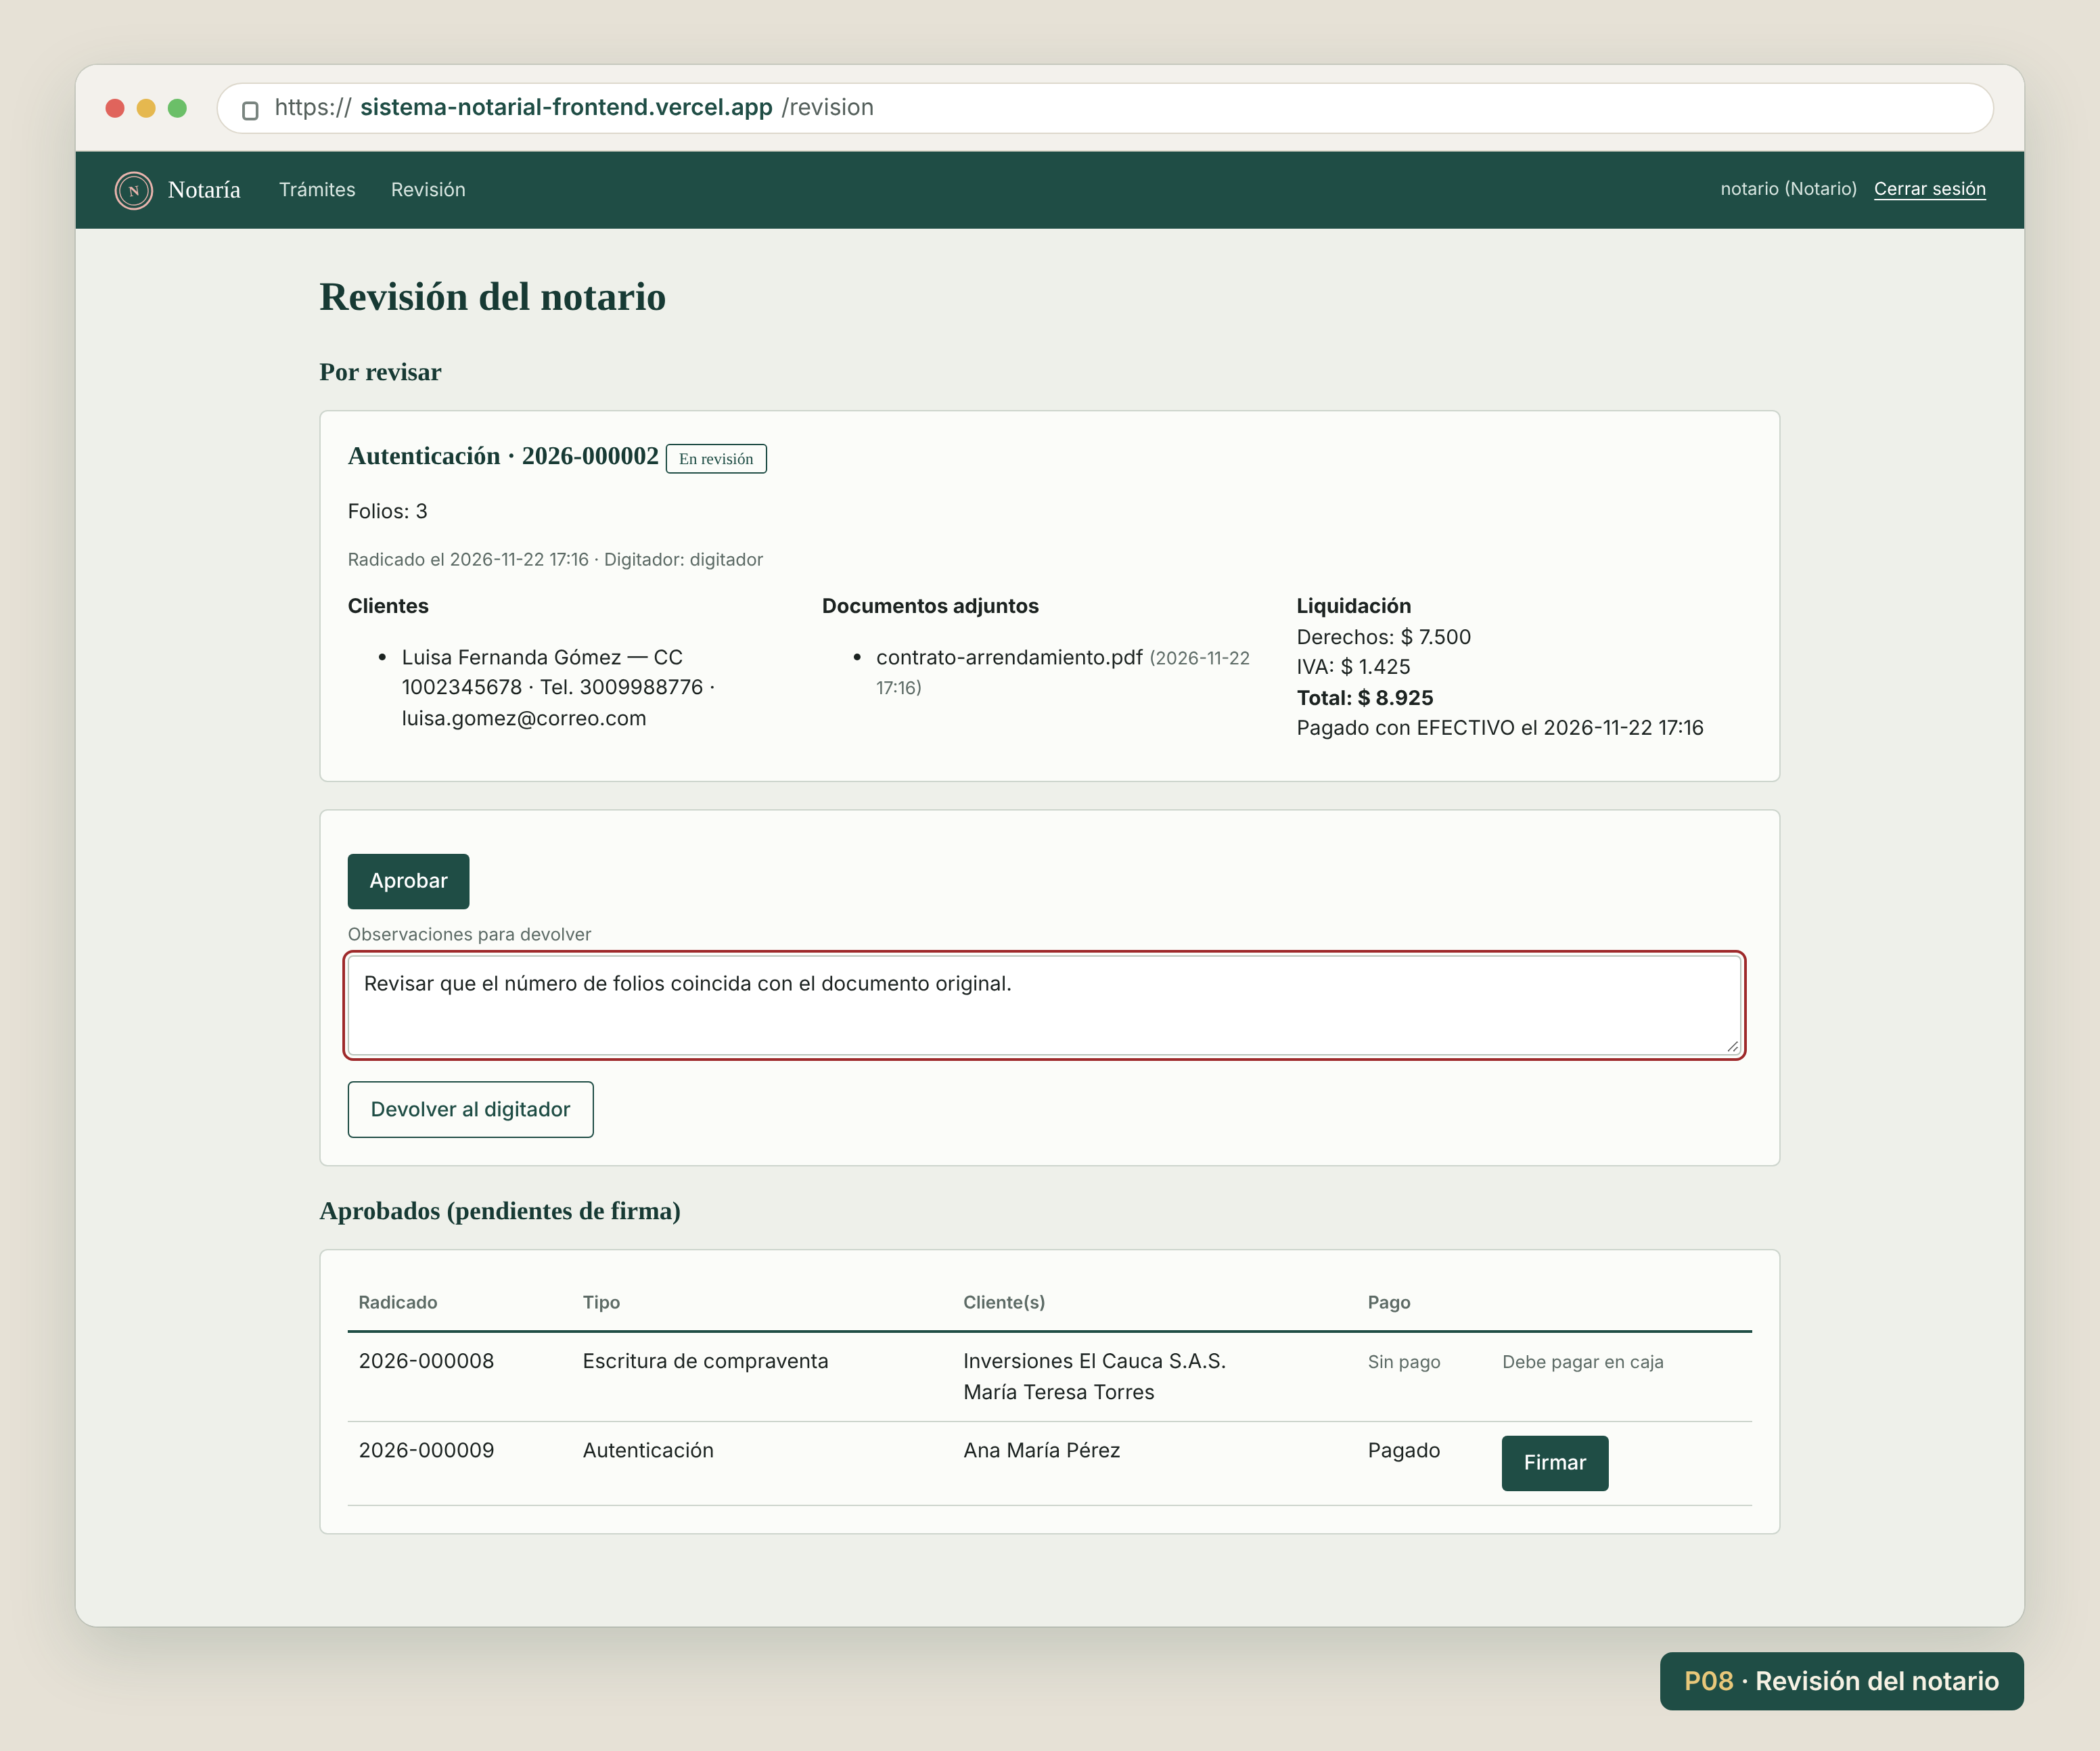 https:// sistema-notarial-frontend.vercel.app /revision
N Notaría Trámites Revisión notario (Notario) Cerrar sesión
Revisión del notario
Por revisar
Autenticación · 2026-000002 En revisión
Folios: 3
Radicado el 2026-11-22 17:16 · Digitador: digitador
Clientes
Luisa Fernanda Gómez — CC
1002345678 · Tel. 3009988776 ·
luisa.gomez@correo.com
Documentos adjuntos
contrato-arrendamiento.pdf (2026-11-22
17:16)
Liquidación
Derechos: $ 7.500
IVA: $ 1.425
Total: $ 8.925
Pagado con EFECTIVO el 2026-11-22 17:16
Aprobar
Observaciones para devolver
Revisar que el número de folios coincida con el documento original.
Devolver al digitador
Aprobados (pendientes de firma)
Radicado Tipo Cliente(s) Pago
2026-000008 Escritura de compraventa Inversiones El Cauca S.A.S. Sin pago Debe pagar en caja
María Teresa Torres
2026-000009 Autenticación Ana María Pérez Pagado Firmar
P08 · Revisión del notario